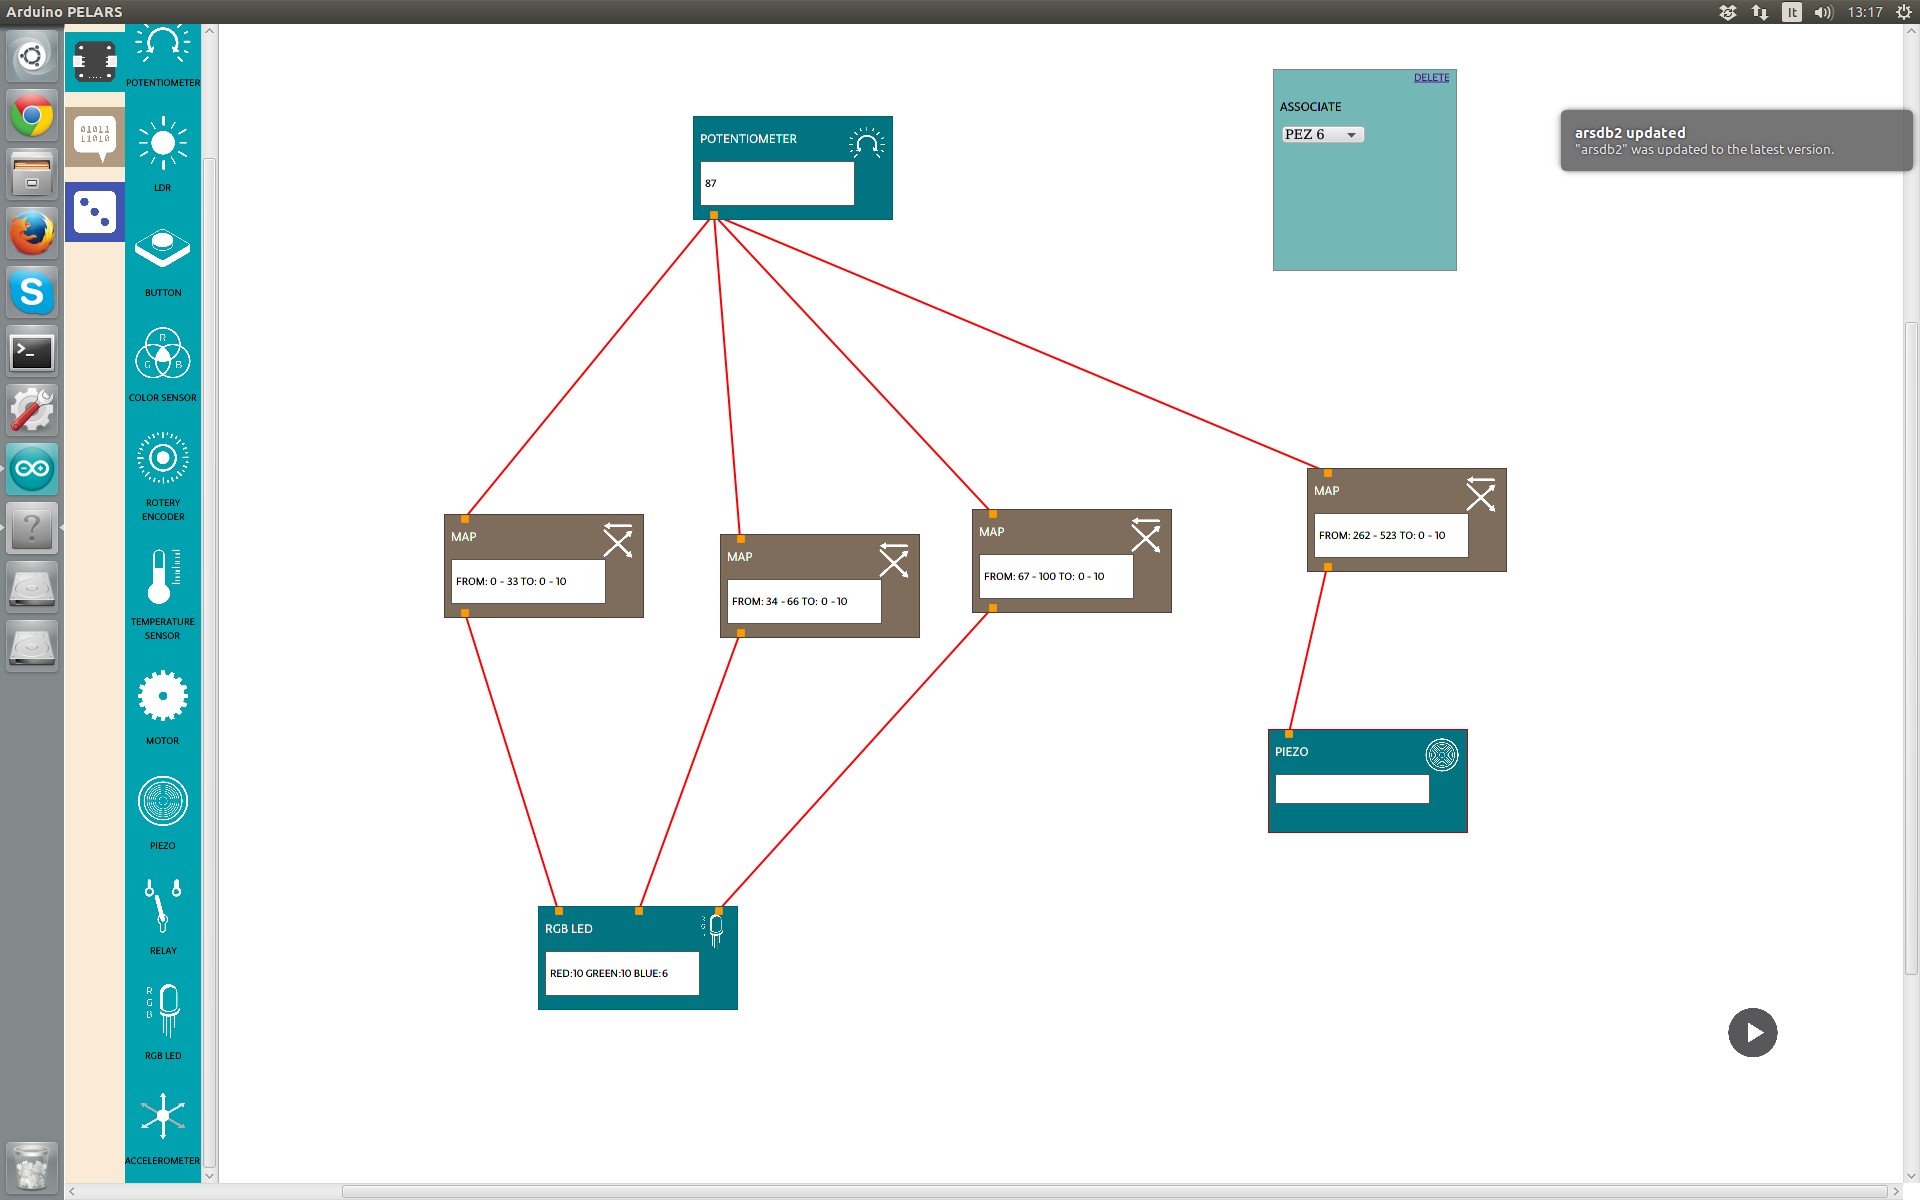 Arduino PELARS
It
13:17
01011
11010
POTENTIOMETER
LDR
BUTTON
R
G B
COLOR SENSOR
ROTERY
ENCODER
TEMPERATURE
SENSOR
MOTOR
PIEZO
RELAY
R
G
B
RGB LED
ACCELEROMETER
POTENTIOMETER
87
DELETE
ASSOCIATE
PEZ 6
arsdb2 updated
"arsdb2" was updated to the latest version.
MAP
FROM: 0 - 33 TO: 0 - 10
MAP
FROM: 34 - 66 TO: 0 - 10
MAP
FROM: 67 - 100 TO: 0 - 10
MAP
FROM: 262 - 523 TO: 0 - 10
PIEZO
RGB LED
RED:10 GREEN:10 BLUE:6